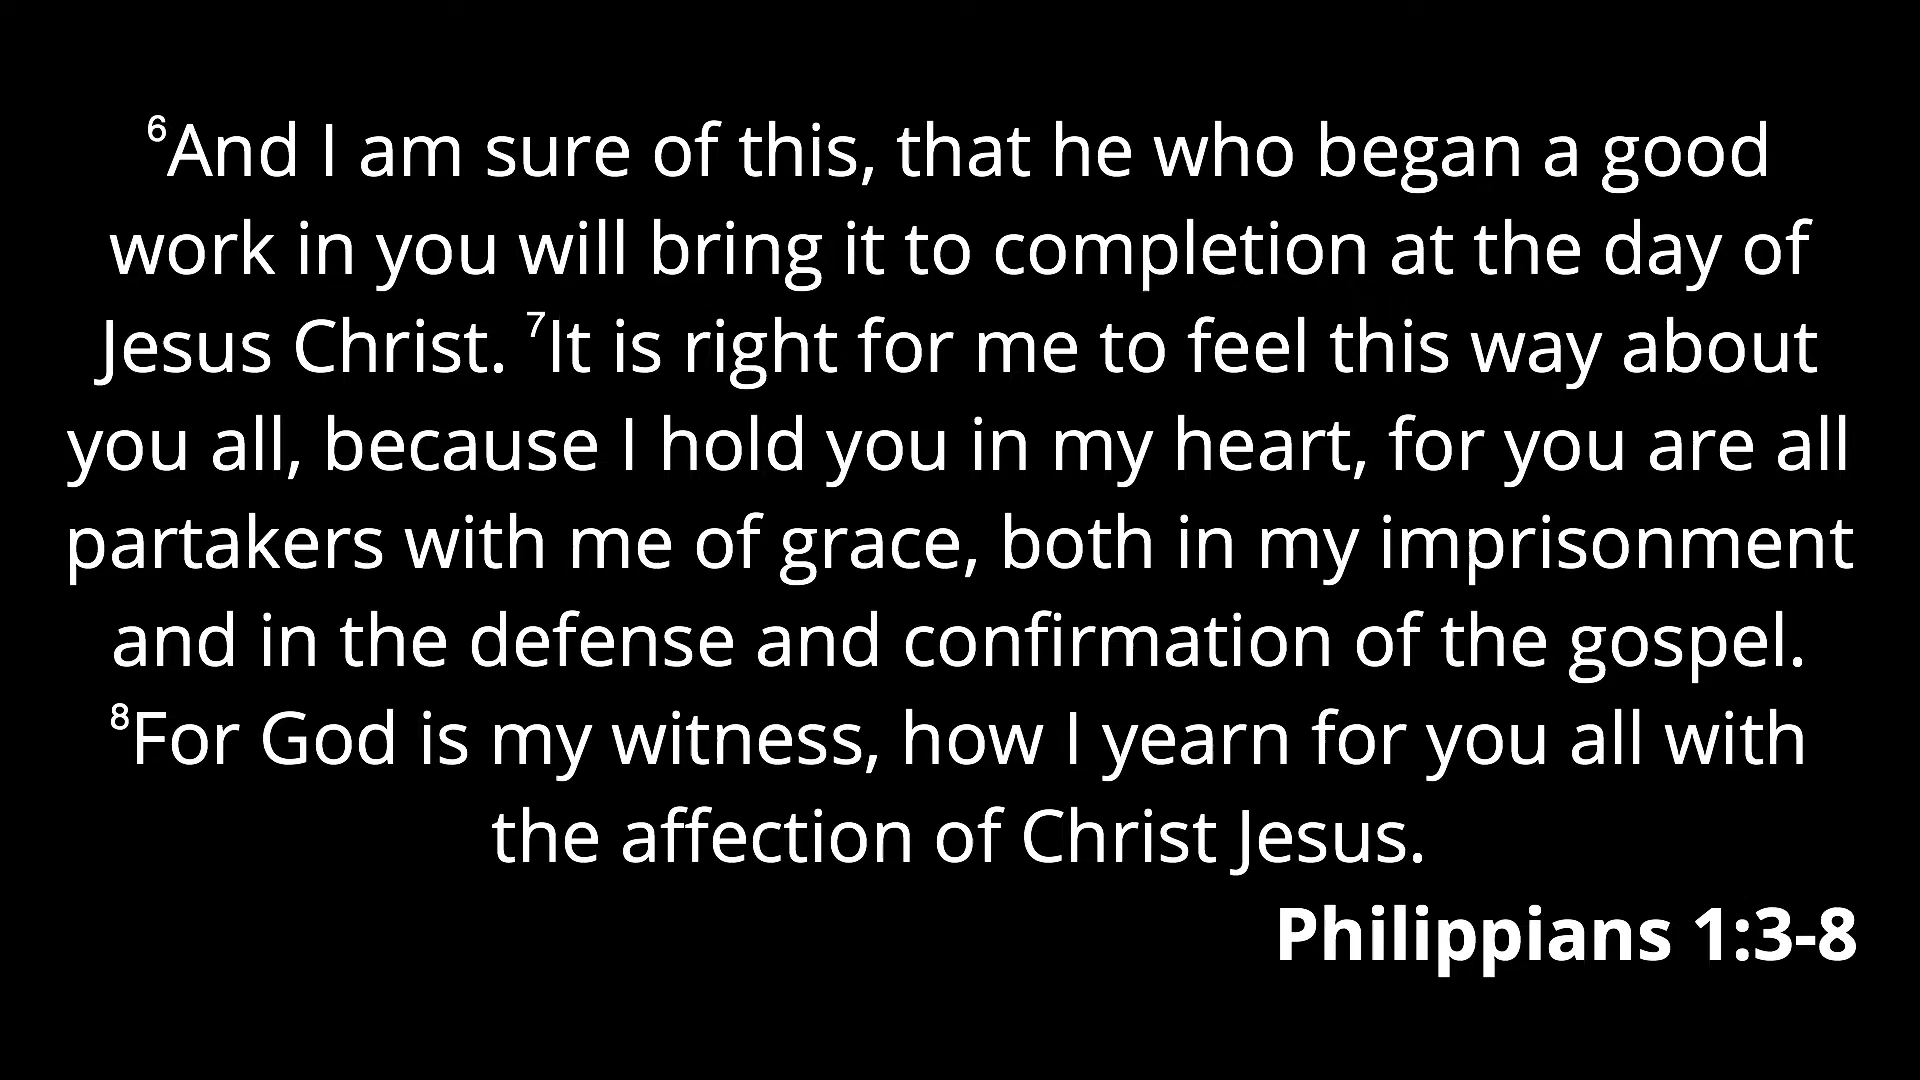 ⁶And I am sure of this, that he who began a good
work in you will bring it to completion at the day of
Jesus Christ. ⁷It is right for me to feel this way about
you all, because I hold you in my heart, for you are all
partakers with me of grace, both in my imprisonment
and in the defense and confirmation of the gospel.
⁸For God is my witness, how I yearn for you all with
the affection of Christ Jesus.
Philippians 1:3-8